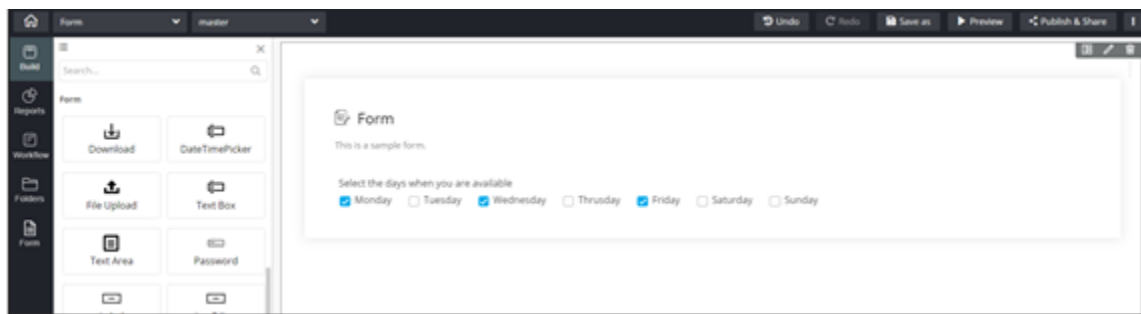 Form master Undo Redo Save as Preview Publish & Share
Build
Search...
Reports
Form
Form
Download DateTimePicker
This is a sample form.
Workflow
Select the days when you are available
Folders
File Upload Text Box
Monday Tuesday Wednesday Thrusday Friday Saturday Sunday
Form
Text Area Password